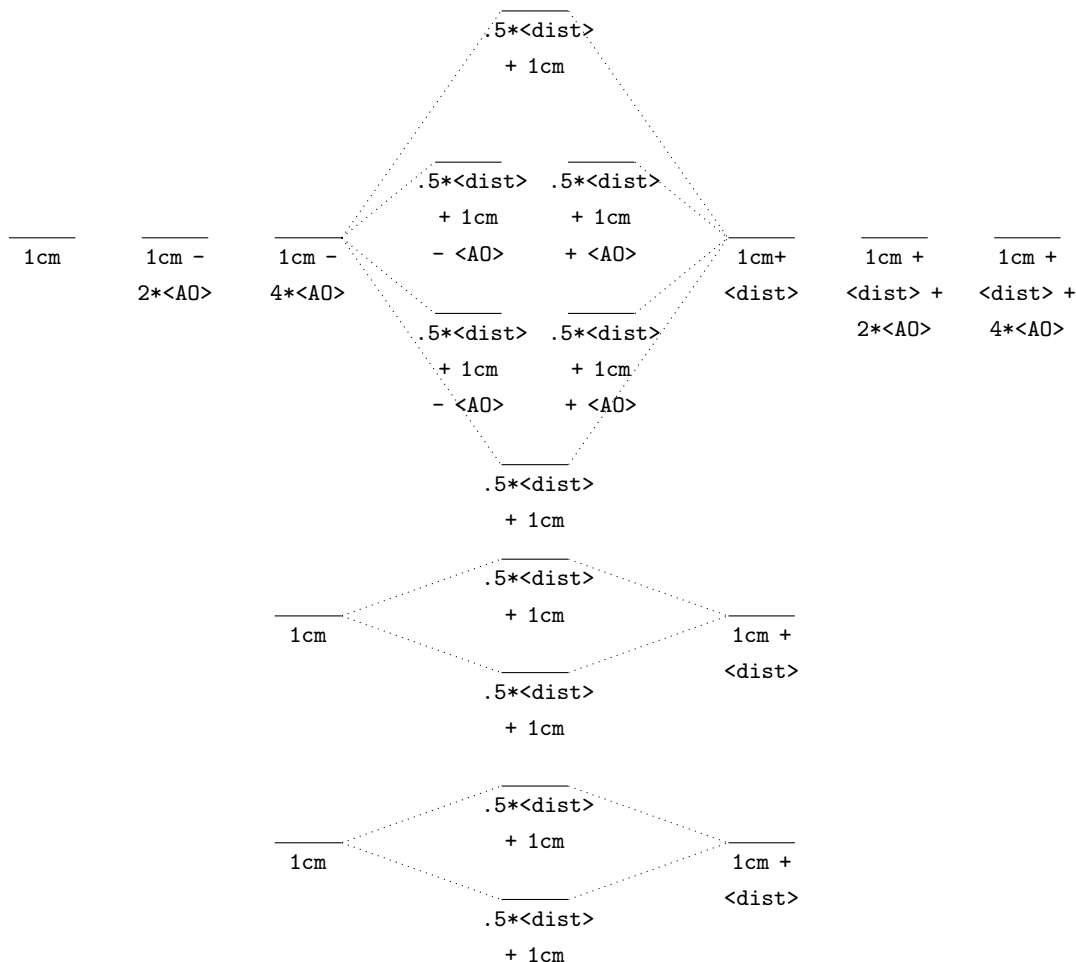 .5*<dist>
+ 1cm
.5*<dist>
+ 1cm
- <AO>
.5*<dist>
+ 1cm
+ <AO>
1cm
1cm -
2*<AO>
1cm -
4*<AO>
1cm+
<dist>
1cm +
<dist> +
2*<AO>
1cm +
<dist> +
4*<AO>
.5*<dist>
+ 1cm
- <AO>
.5*<dist>
+ 1cm
+ <AO>
.5*<dist>
+ 1cm
.5*<dist>
+ 1cm
1cm
1cm +
<dist>
.5*<dist>
+ 1cm
.5*<dist>
+ 1cm
1cm
1cm +
<dist>
.5*<dist>
+ 1cm